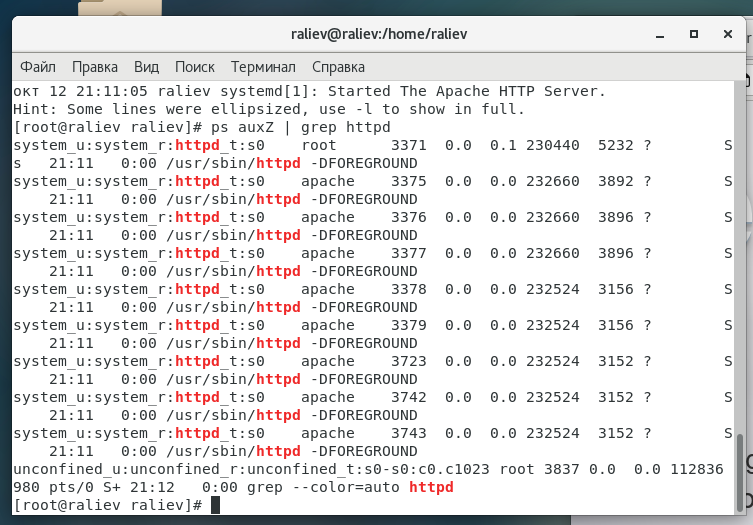 raliev@raliev:/home/raliev
Файл Правка Вид Поиск Терминал Справка
окт 12 21:11:05 raliev systemd[1]: Started The Apache HTTP Server.
Hint: Some lines were ellipsized, use -l to show in full.
[root@raliev raliev]# ps auxZ | grep httpd
system_u:system_r:httpd_t:s0    root      3371  0.0  0.1 230440  5232 ?        S
s   21:11   0:00 /usr/sbin/httpd -DFOREGROUND
system_u:system_r:httpd_t:s0    apache    3375  0.0  0.0 232660  3892 ?        S
    21:11   0:00 /usr/sbin/httpd -DFOREGROUND
system_u:system_r:httpd_t:s0    apache    3376  0.0  0.0 232660  3896 ?        S
    21:11   0:00 /usr/sbin/httpd -DFOREGROUND
system_u:system_r:httpd_t:s0    apache    3377  0.0  0.0 232660  3896 ?        S
    21:11   0:00 /usr/sbin/httpd -DFOREGROUND
system_u:system_r:httpd_t:s0    apache    3378  0.0  0.0 232524  3156 ?        S
    21:11   0:00 /usr/sbin/httpd -DFOREGROUND
system_u:system_r:httpd_t:s0    apache    3379  0.0  0.0 232524  3156 ?        S
    21:11   0:00 /usr/sbin/httpd -DFOREGROUND
system_u:system_r:httpd_t:s0    apache    3723  0.0  0.0 232524  3152 ?        S
    21:11   0:00 /usr/sbin/httpd -DFOREGROUND
system_u:system_r:httpd_t:s0    apache    3742  0.0  0.0 232524  3152 ?        S
    21:11   0:00 /usr/sbin/httpd -DFOREGROUND
system_u:system_r:httpd_t:s0    apache    3743  0.0  0.0 232524  3152 ?        S
    21:11   0:00 /usr/sbin/httpd -DFOREGROUND
unconfined_u:unconfined_r:unconfined_t:s0-s0:c0.c1023 root 3837 0.0  0.0 112836
980 pts/0 S+ 21:12   0:00 grep --color=auto httpd
[root@raliev raliev]#